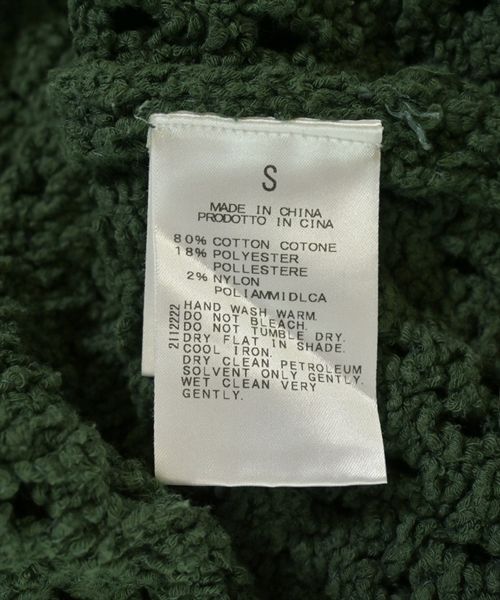 S
MADE IN CHINA
PRODOTTO IN CINA
80% COTTON COTONE
18% POLYESTER
POLLESTERE
2% NYLON
POLIAMMIDLCA
HAND WASH WARM.
DO NOT BLEACH.
DO NOT TUMBLE DRY.
DRY FLAT IN SHADE.
COOL IRON.
DRY CLEAN PETROLEUM
SOLVENT ONLY GENTLY.
WET CLEAN VERY
GENTLY.
2112222